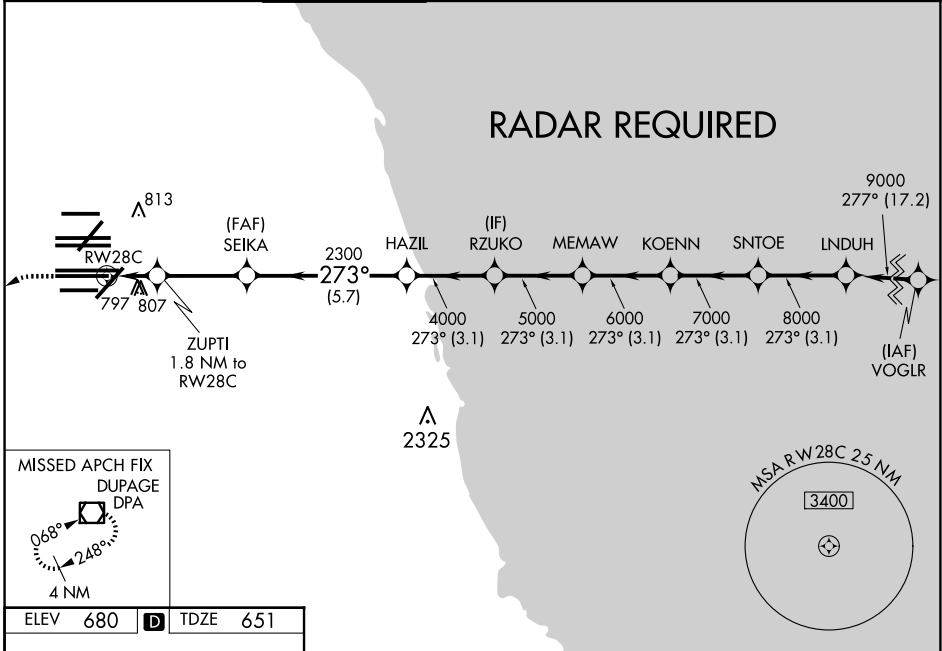 RADAR REQUIRED
813
9000
277° (17.2)
(FAF)
SEIKA
2300
273°
(5.7)
HAZIL
(IF)
RZUKO
MEMAW
KOENN
SNTOE
LNDUH
RW28C
797
807
4000
273° (3.1)
5000
273° (3.1)
6000
273° (3.1)
7000
273° (3.1)
8000
273° (3.1)
(IAF)
VOGLR
ZUPTI
1.8 NM to
RW28C
2325
MISSED APCH FIX
DUPAGE
DPA
068°
248°
4 NM
MSA RW28C 25 NM
3400
ELEV 680 D TDZE 651